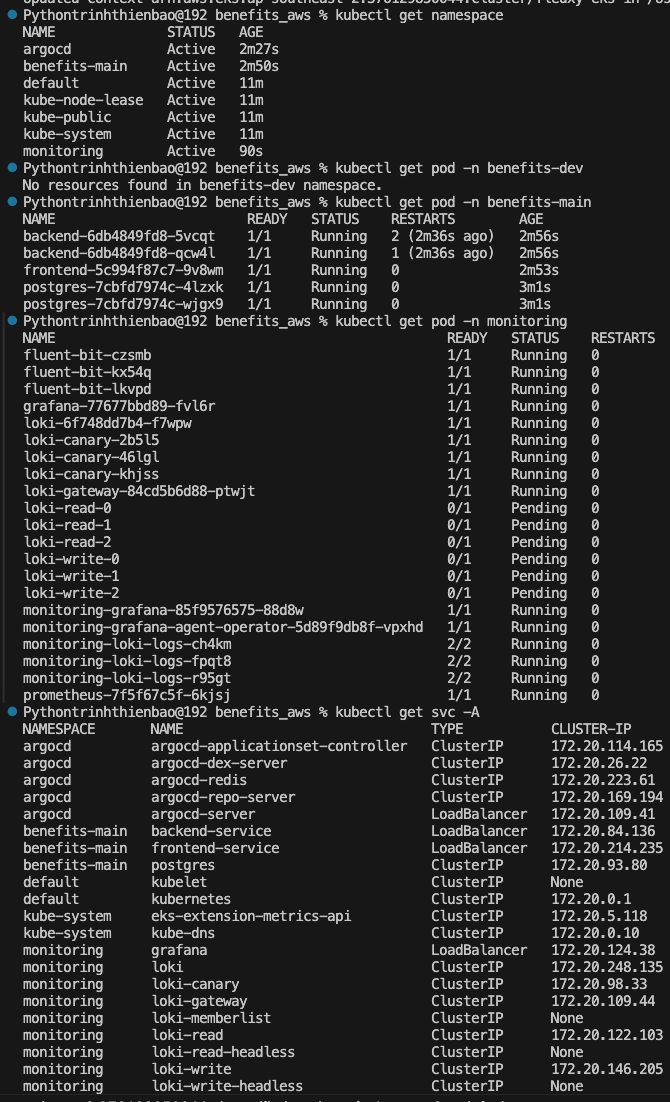 Pythontrinhthienbao@192 benefits_aws % kubectl get namespace
NAME STATUS AGE
argocd Active 2m27s
benefits-main Active 2m50s
default Active 11m
kube-node-lease Active 11m
kube-public Active 11m
kube-system Active 11m
monitoring Active 90s
Pythontrinhthienbao@192 benefits_aws % kubectl get pod -n benefits-dev
No resources found in benefits-dev namespace.
Pythontrinhthienbao@192 benefits_aws % kubectl get pod -n benefits-main
NAME READY STATUS RESTARTS AGE
backend-6db4849fd8-5vcqt 1/1 Running 2 (2m36s ago) 2m56s
backend-6db4849fd8-qcw4l 1/1 Running 1 (2m36s ago) 2m56s
frontend-5c994f87c7-9v8wm 1/1 Running 0 2m53s
postgres-7cbfd7974c-4lzxk 1/1 Running 0 3m1s
postgres-7cbfd7974c-wjgx9 1/1 Running 0 3m1s
Pythontrinhthienbao@192 benefits_aws % kubectl get pod -n monitoring
NAME READY STATUS RESTARTS
fluent-bit-czsmb 1/1 Running 0
fluent-bit-kx54q 1/1 Running 0
fluent-bit-lkvpd 1/1 Running 0
grafana-77677bbd89-fvl6r 1/1 Running 0
loki-6f748dd7b4-f7wpw 1/1 Running 0
loki-canary-2b5l5 1/1 Running 0
loki-canary-46lgl 1/1 Running 0
loki-canary-khjss 1/1 Running 0
loki-gateway-84cd5b6d88-ptwjt 1/1 Running 0
loki-read-0 0/1 Pending 0
loki-read-1 0/1 Pending 0
loki-read-2 0/1 Pending 0
loki-write-0 0/1 Pending 0
loki-write-1 0/1 Pending 0
loki-write-2 0/1 Pending 0
monitoring-grafana-85f9576575-88d8w 1/1 Running 0
monitoring-grafana-agent-operator-5d89f9db8f-vpxhd 1/1 Running 0
monitoring-loki-logs-ch4km 2/2 Running 0
monitoring-loki-logs-fpqt8 2/2 Running 0
monitoring-loki-logs-r95gt 2/2 Running 0
prometheus-7f5f67c5f-6kjsj 1/1 Running 0
Pythontrinhthienbao@192 benefits_aws % kubectl get svc -A
NAMESPACE NAME TYPE CLUSTER-IP
argocd argocd-applicationset-controller ClusterIP 172.20.114.165
argocd argocd-dex-server ClusterIP 172.20.26.22
argocd argocd-redis ClusterIP 172.20.223.61
argocd argocd-repo-server ClusterIP 172.20.169.194
argocd argocd-server LoadBalancer 172.20.109.41
benefits-main backend-service LoadBalancer 172.20.84.136
benefits-main frontend-service LoadBalancer 172.20.214.235
benefits-main postgres ClusterIP 172.20.93.80
default kubelet ClusterIP None
default kubernetes ClusterIP 172.20.0.1
kube-system eks-extension-metrics-api ClusterIP 172.20.5.118
kube-system kube-dns ClusterIP 172.20.0.10
monitoring grafana LoadBalancer 172.20.124.38
monitoring loki ClusterIP 172.20.248.135
monitoring loki-canary ClusterIP 172.20.98.33
monitoring loki-gateway ClusterIP 172.20.109.44
monitoring loki-memberlist ClusterIP None
monitoring loki-read ClusterIP 172.20.122.103
monitoring loki-read-headless ClusterIP None
monitoring loki-write ClusterIP 172.20.146.205
monitoring loki-write-headless ClusterIP None